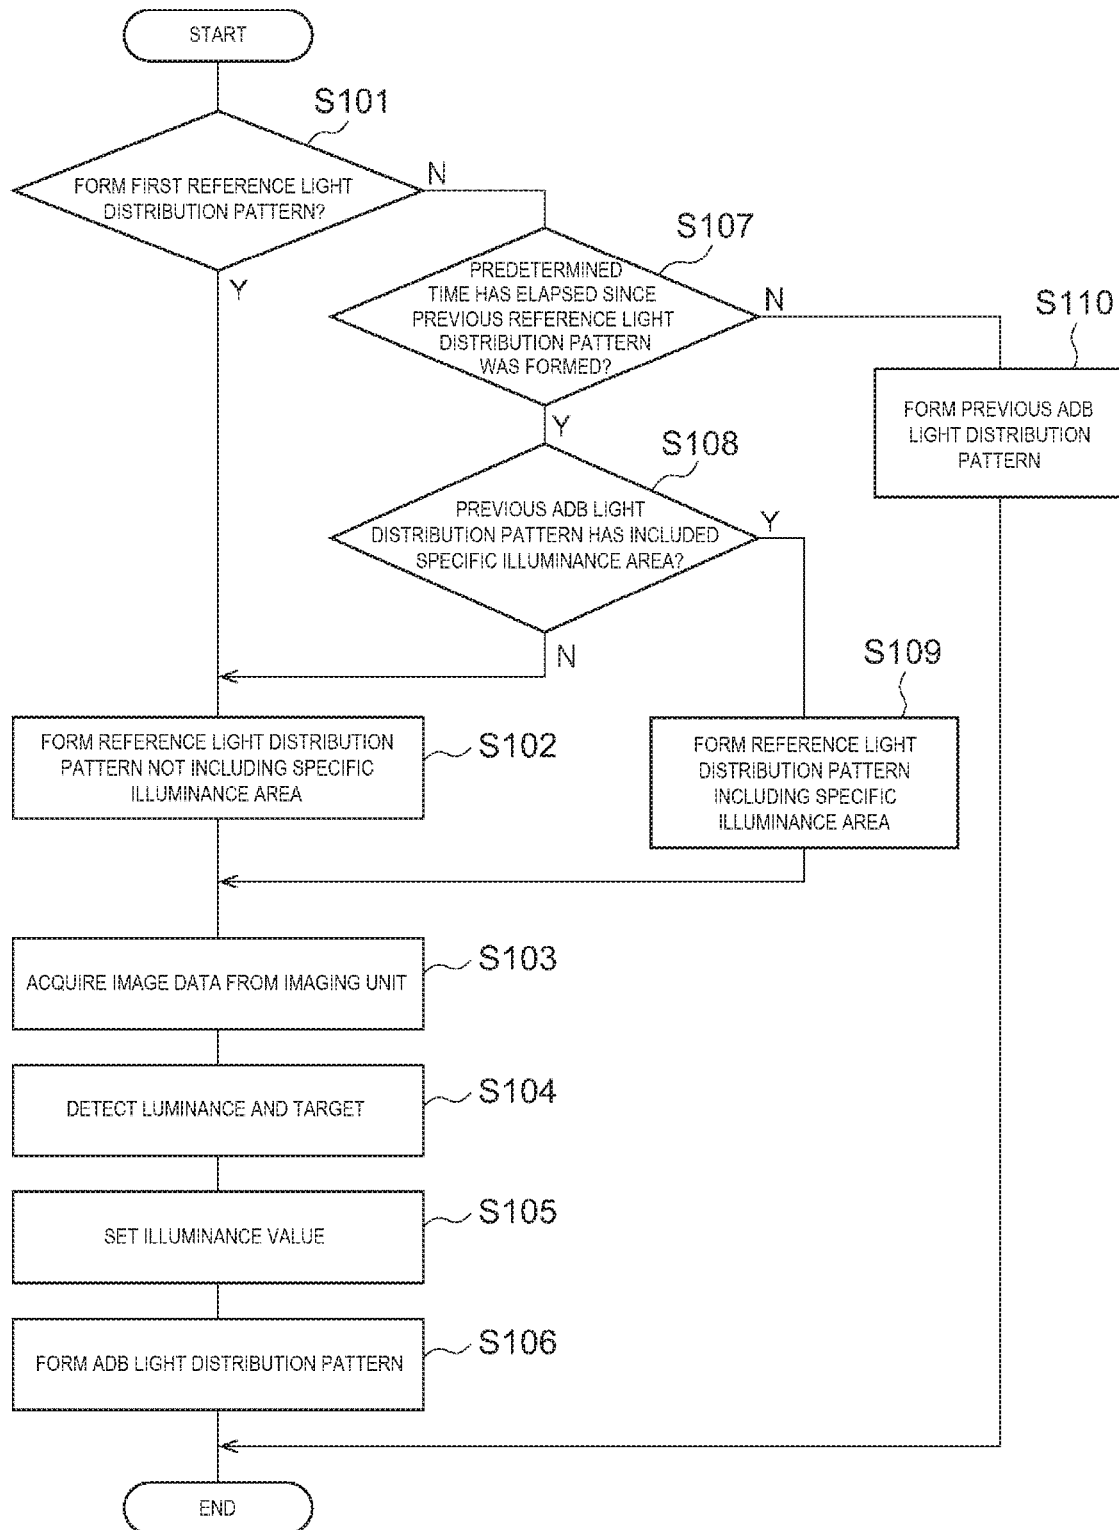 START
S101
FORM FIRST REFERENCE LIGHT
DISTRIBUTION PATTERN?
N
Y
S107
PREDETERMINED
TIME HAS ELAPSED SINCE
PREVIOUS REFERENCE LIGHT
DISTRIBUTION PATTERN
WAS FORMED?
N
Y
S110
FORM PREVIOUS ADB
LIGHT DISTRIBUTION
PATTERN
S108
PREVIOUS ADB LIGHT
DISTRIBUTION PATTERN HAS INCLUDED
SPECIFIC ILLUMINANCE AREA?
Y
N
S109
FORM REFERENCE LIGHT
DISTRIBUTION PATTERN
INCLUDING SPECIFIC
ILLUMINANCE AREA
FORM REFERENCE LIGHT DISTRIBUTION
PATTERN NOT INCLUDING SPECIFIC
ILLUMINANCE AREA
S102
ACQUIRE IMAGE DATA FROM IMAGING UNIT
S103
DETECT LUMINANCE AND TARGET
S104
SET ILLUMINANCE VALUE
S105
FORM ADB LIGHT DISTRIBUTION PATTERN
S106
END